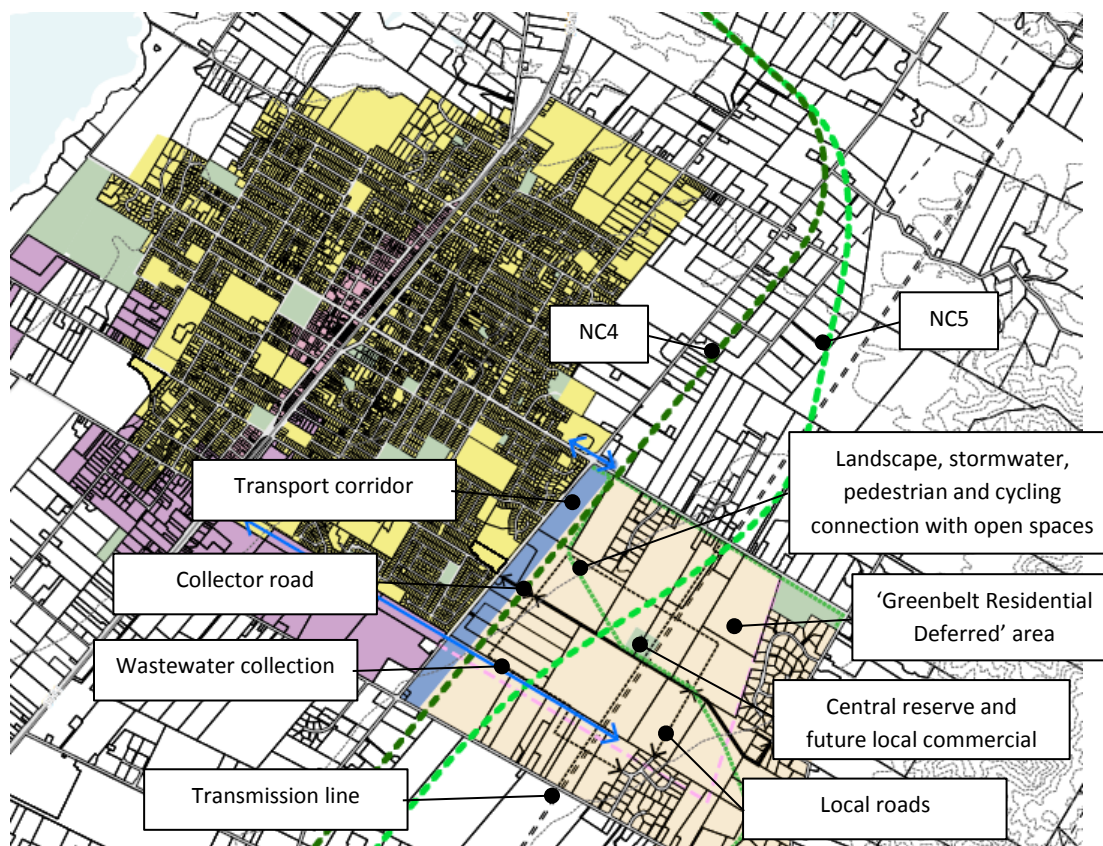 NC4
NC5
Transport corridor
Landscape, stormwater,
pedestrian and cycling
connection with open spaces
Collector road
‘Greenbelt Residential
Deferred’ area
Wastewater collection
Central reserve and
future local commercial
Transmission line
Local roads